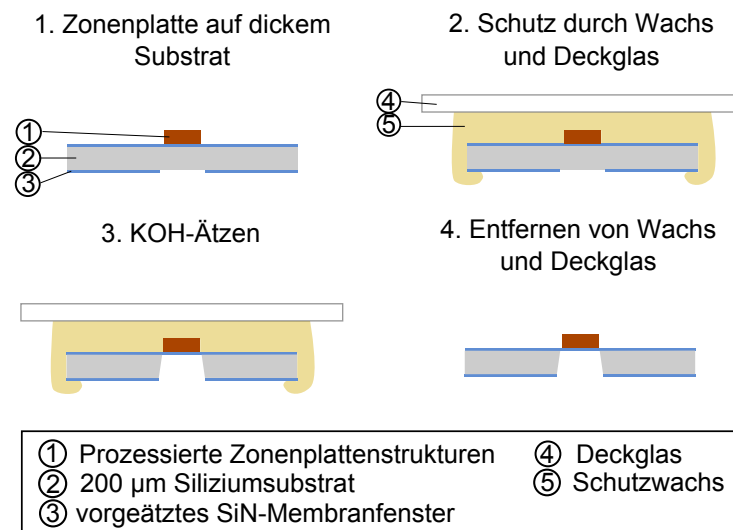 1. Zonenplatte auf dickem
Substrat
2. Schutz durch Wachs
und Deckglas
1
2
3
4
5
3. KOH-Ätzen
4. Entfernen von Wachs
und Deckglas
1 Prozessierte Zonenplattenstrukturen
2 200 µm Siliziumsubstrat
3 vorgeätztes SiN-Membranfenster
4 Deckglas
5 Schutzwachs